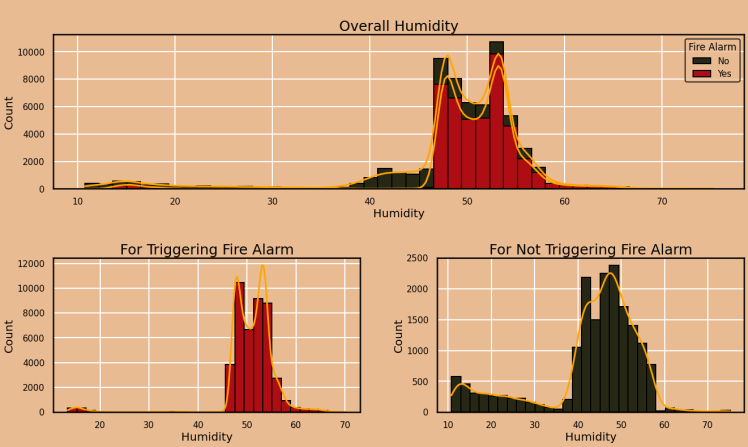 Overall Humidity
Fire Alarm
No
Yes
10000
8000
6000
4000
2000
0
Count
10 20 30 40 50 60 70
Humidity
For Triggering Fire Alarm
12000
10000
8000
6000
4000
2000
0
Count
20 30 40 50 60 70
Humidity
For Not Triggering Fire Alarm
2500
2000
1500
1000
500
0
Count
10 20 30 40 50 60 70
Humidity